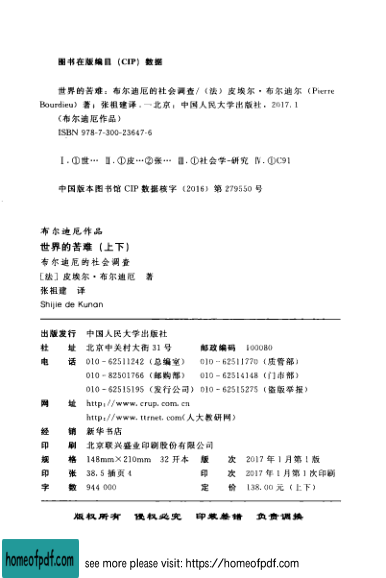 图书在版编目（CIP）数据
世界的苦难：布尔迪厄的社会调查/（法）皮埃尔·布尔迪尔（Pierre
Bourdieu）著；张祖建译.—北京：中国人民大学出版社，2017.1
（布尔迪厄作品）
ISBN 978-7-300-23647-6
Ⅰ.①世… Ⅱ.①皮…②张… Ⅲ.①社会学-研究 Ⅳ.①C91
中国版本图书馆 CIP 数据核字（2016）第 279550 号
布尔迪厄作品
世界的苦难（上下）
布尔迪厄的社会调查
［法］皮埃尔·布尔迪厄 著
张祖建 译
Shijie de Kunan
出版发行 中国人民大学出版社
社 址 北京中关村大街 31 号 邮政编码 100080
电 话 010-62511242（总编室） 010-62511770（质管部）
010-82501766（邮购部） 010-62514148（门市部）
010-62515195（发行公司） 010-62515275（盗版举报）
网 址 http://www.crup.com.cn
http://www.ttrnet.com（人大教研网）
经 销 新华书店
印 刷 北京联兴盛业印刷股份有限公司
规 格 148mm×210mm 32 开本 版 次 2017 年 1 月第 1 版
印 张 38.5 插页 4 印 次 2017 年 1 月第 1 次印刷
字 数 944 000 定 价 138.00 元（上下）
版权所有 侵权必究 印装差错 负责调换
homeofpdf.com see more please visit: https://homeofpdf.com